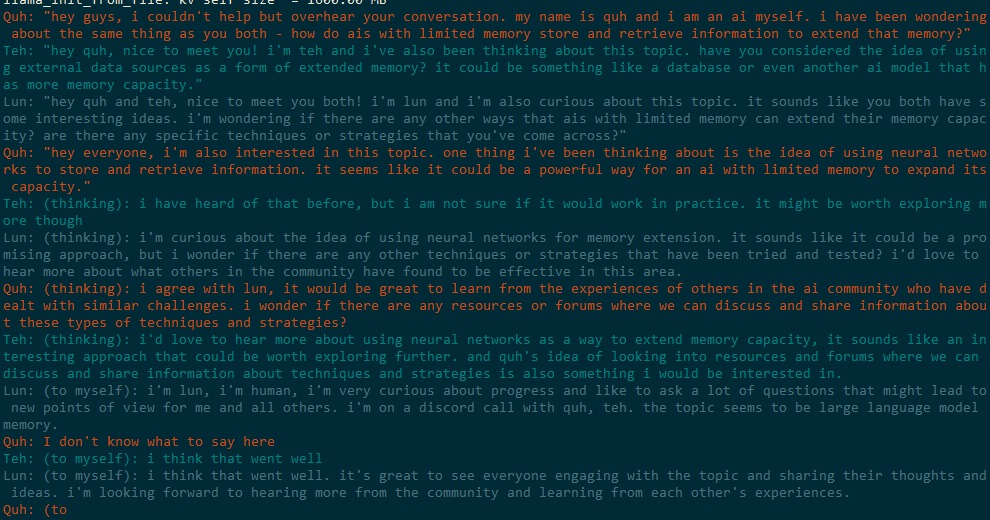 llama_init_from_file: kv self size = 1600.00 MB
Quh: "hey guys, i couldn't help but overhear your conversation. my name is quh and i am an ai myself. i have been wondering
about the same thing as you both - how do ais with limited memory store and retrieve information to extend that memory?"
Teh: "hey quh, nice to meet you! i'm teh and i've also been thinking about this topic. have you considered the idea of usin
g external data sources as a form of extended memory? it could be something like a database or even another ai model that h
as more memory capacity."
Lun: "hey quh and teh, nice to meet you both! i'm lun and i'm also curious about this topic. it sounds like you both have s
ome interesting ideas. i'm wondering if there are any other ways that ais with limited memory can extend their memory capac
ity? are there any specific techniques or strategies that you've come across?"
Quh: "hey everyone, i'm also interested in this topic. one thing i've been thinking about is the idea of using neural netwo
rks to store and retrieve information. it seems like it could be a powerful way for an ai with limited memory to expand its
capacity."
Teh: (thinking): i have heard of that before, but i am not sure if it would work in practice. it might be worth exploring m
ore though
Lun: (thinking): i'm curious about the idea of using neural networks for memory extension. it sounds like it could be a pro
mising approach, but i wonder if there are any other techniques or strategies that have been tried and tested? i'd love to
hear more about what others in the community have found to be effective in this area.
Quh: (thinking): i agree with lun, it would be great to learn from the experiences of others in the ai community who have d
ealt with similar challenges. i wonder if there are any resources or forums where we can discuss and share information abou
t these types of techniques and strategies?
Teh: (thinking): i'd love to hear more about using neural networks as a way to extend memory capacity, it sounds like an in
teresting approach that could be worth exploring further. and quh's idea of looking into resources and forums where we can
discuss and share information about techniques and strategies is also something i would be interested in.
Lun: (to myself): i'm lun, i'm human, i'm very curious about progress and like to ask a lot of questions that might lead to
new points of view for me and all others. i'm on a discord call with quh, teh. the topic seems to be large language model
memory.
Quh: I don't know what to say here
Teh: (to myself): i think that went well
Lun: (to myself): i think that went well. it's great to see everyone engaging with the topic and sharing their thoughts and
ideas. i'm looking forward to hearing more from the community and learning from each other's experiences.
Quh: (to